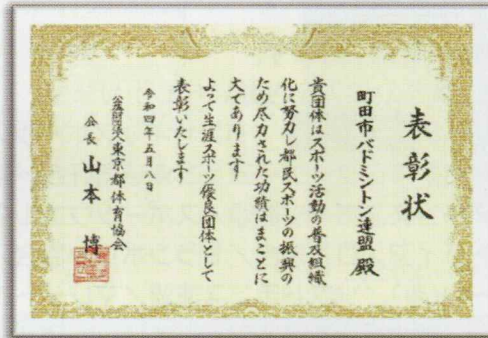 表彰状
町田市バドミントン連盟 殿
貴団体はスポーツ活動の普及組織
化に努力し都民スポーツの振興の
ため尽力された功績はまことに
大であります
よって生涯スポーツ優良団体として
表彰いたします
令和四年五月八日
公益財団法人東京都体育協会
会長 山本 博